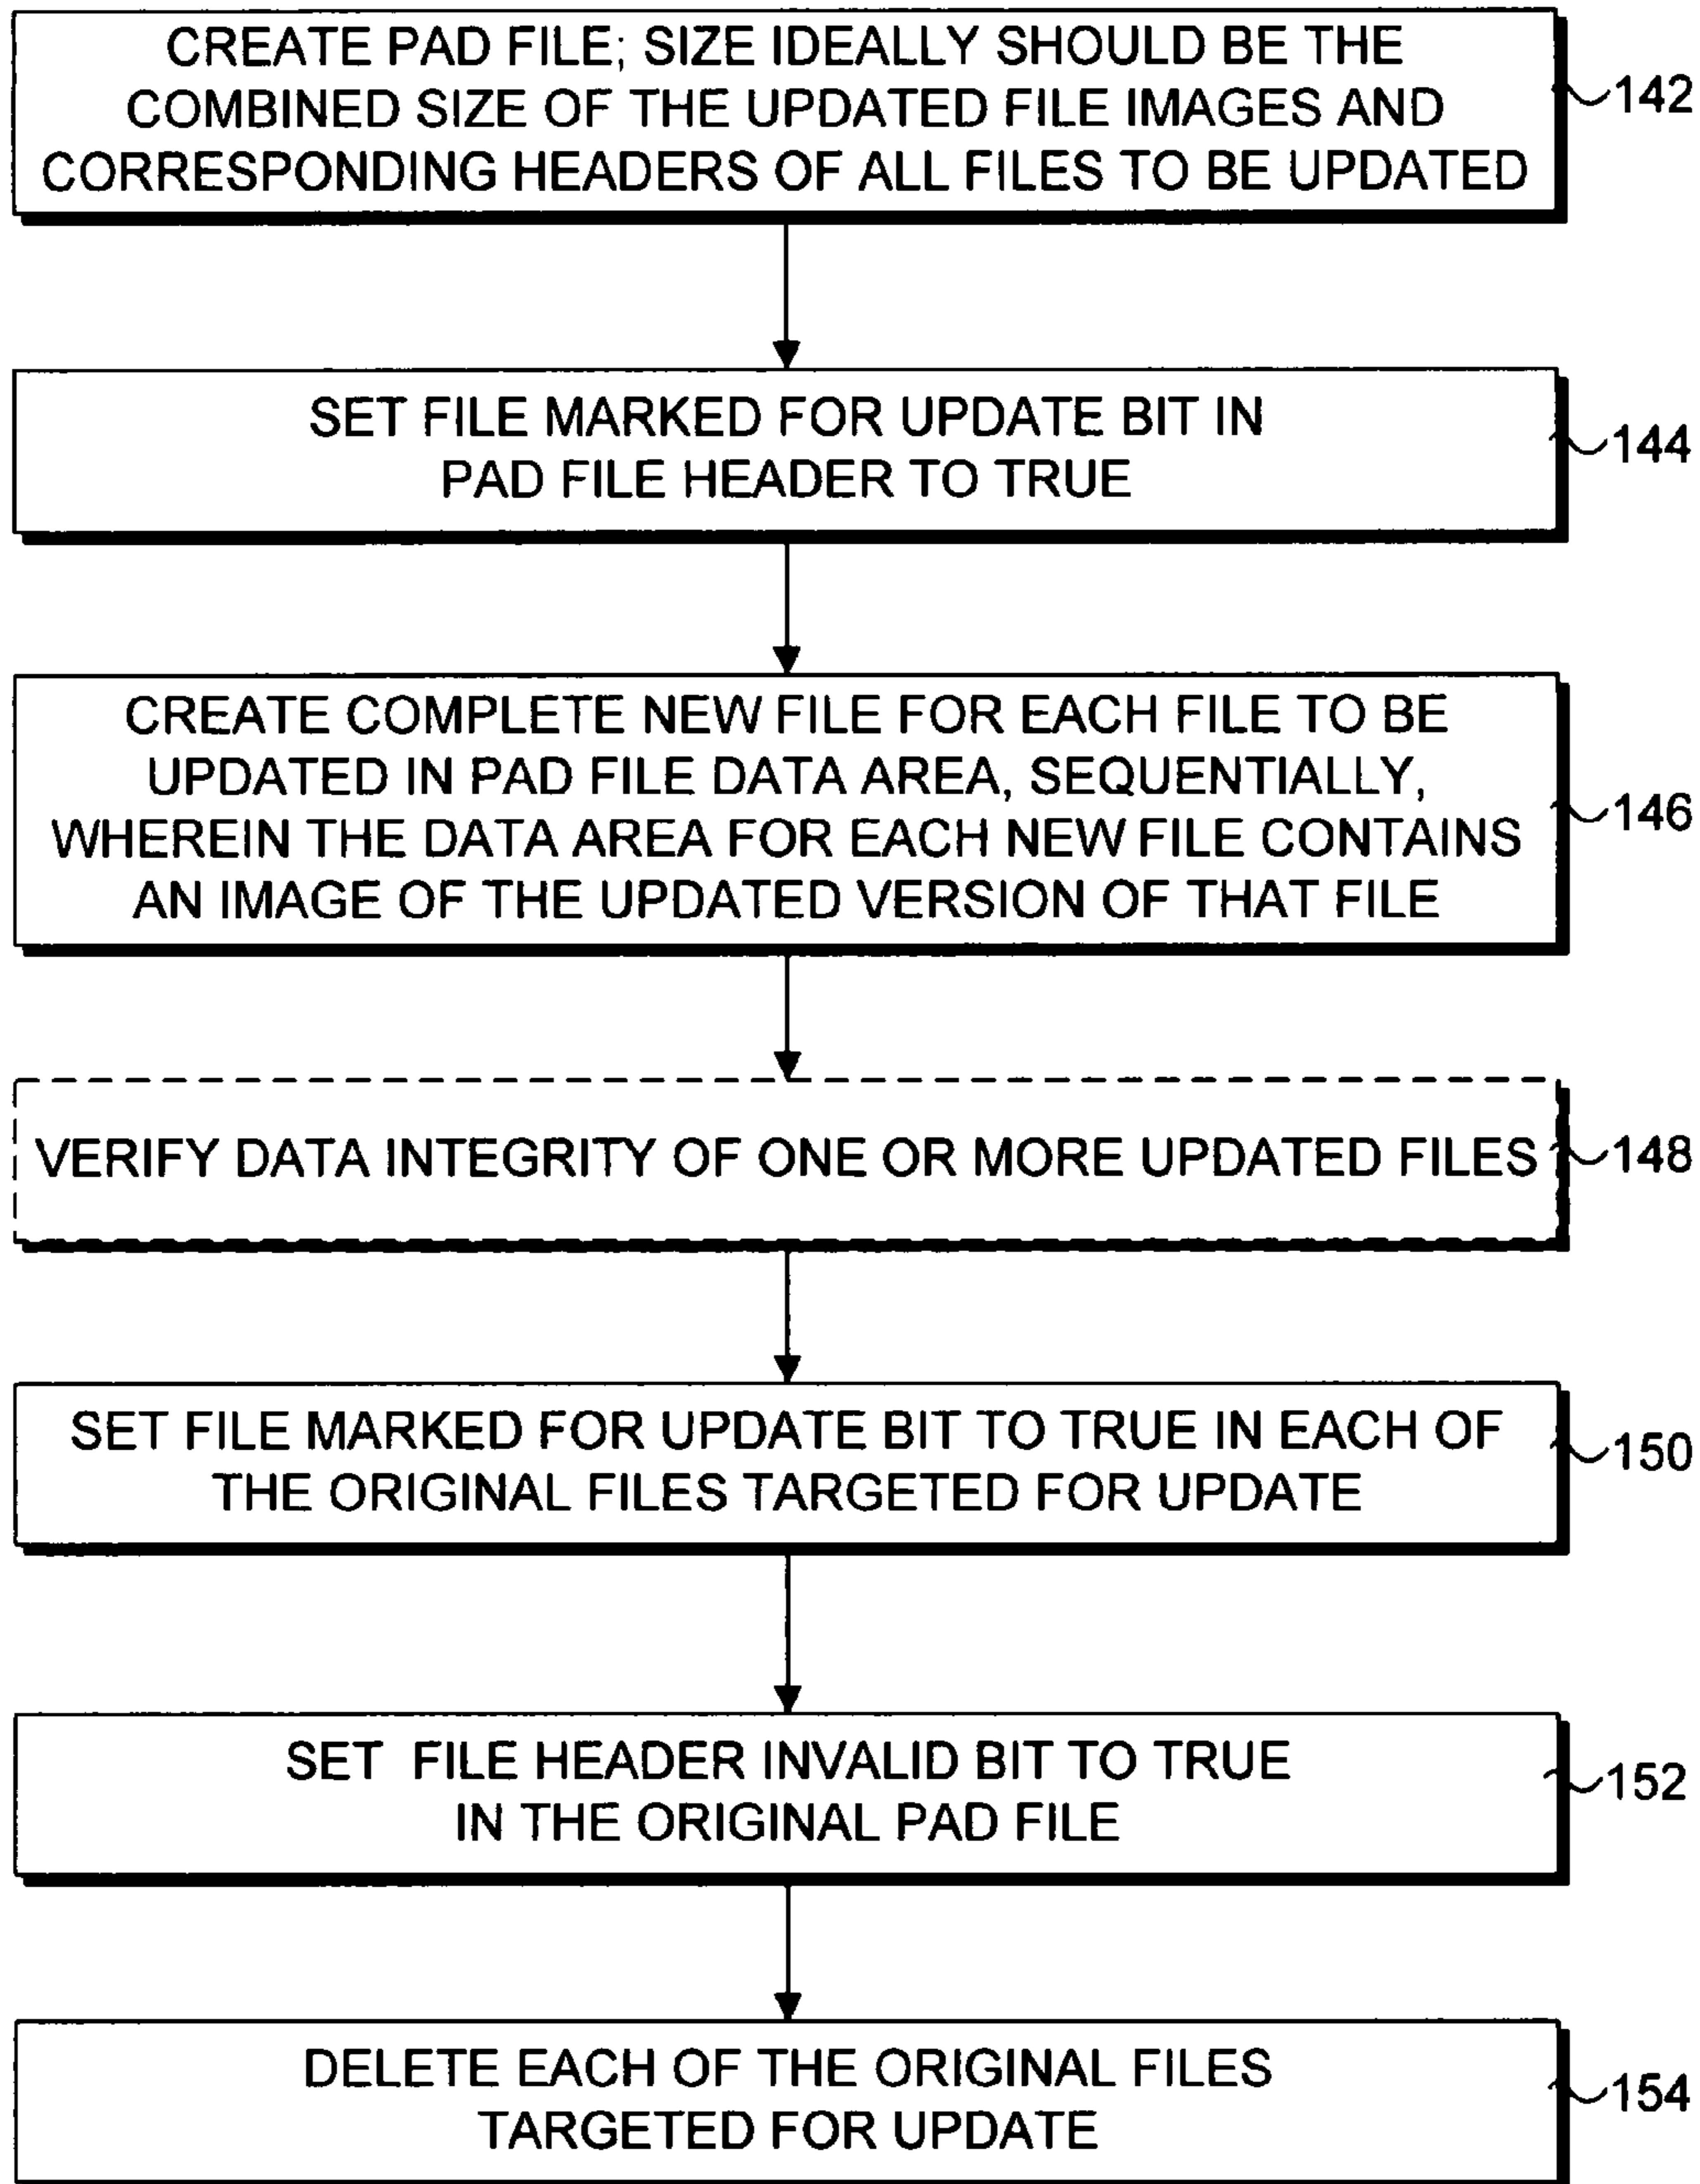 CREATE PAD FILE; SIZE IDEALLY SHOULD BE THE
COMBINED SIZE OF THE UPDATED FILE IMAGES AND
CORRESPONDING HEADERS OF ALL FILES TO BE UPDATED
142
SET FILE MARKED FOR UPDATE BIT IN
PAD FILE HEADER TO TRUE
144
CREATE COMPLETE NEW FILE FOR EACH FILE TO BE
UPDATED IN PAD FILE DATA AREA, SEQUENTIALLY,
WHEREIN THE DATA AREA FOR EACH NEW FILE CONTAINS
AN IMAGE OF THE UPDATED VERSION OF THAT FILE
146
VERIFY DATA INTEGRITY OF ONE OR MORE UPDATED FILES
148
SET FILE MARKED FOR UPDATE BIT TO TRUE IN EACH OF
THE ORIGINAL FILES TARGETED FOR UPDATE
150
SET FILE HEADER INVALID BIT TO TRUE
IN THE ORIGINAL PAD FILE
152
DELETE EACH OF THE ORIGINAL FILES
TARGETED FOR UPDATE
154